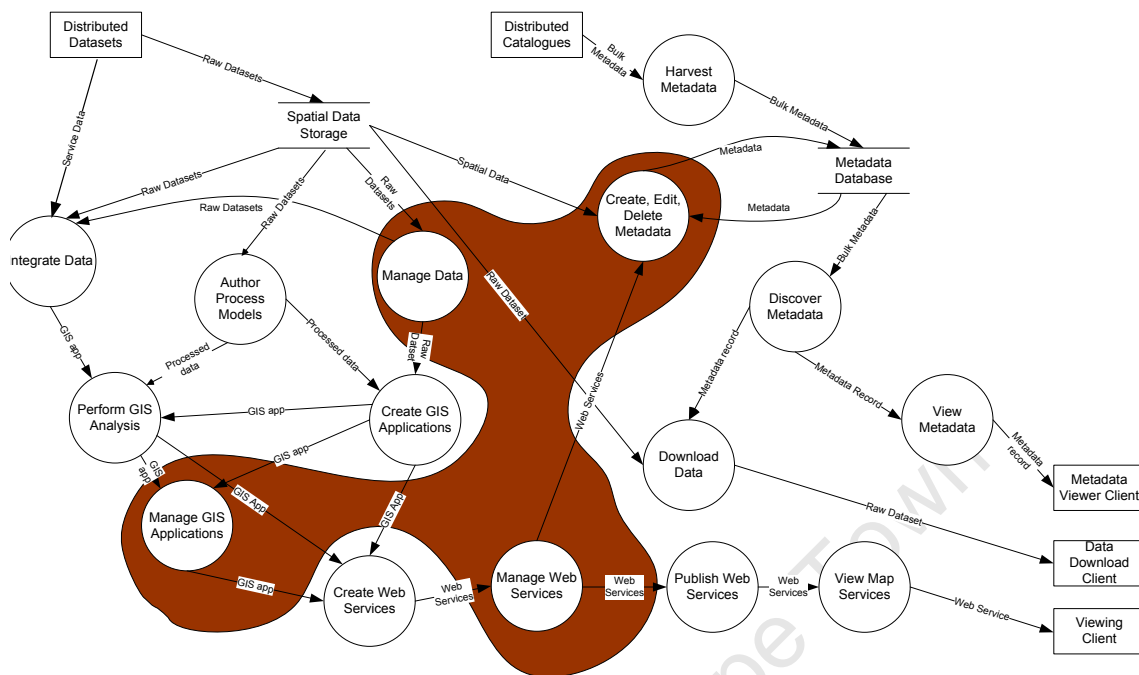 Distributed
Datasets
Distributed
Catalogues
Bulk
Metadata
Harvest
Metadata
Raw Datasets
Bulk Metadata
Spatial Data
Storage
Service Data
Metadata
Metadata
Database
Spatial Data
Raw Datasets
Raw
Datasets
Raw Datasets
Raw Datasets
Create, Edit,
Delete
Metadata
Metadata
Bulk Metadata
Integrate Data
Manage Data
Author
Process
Models
Raw Dataset
Discover
Metadata
GIS app
Processed
data
Processed data
Raw
Datset
Metadata record
Metadata Record
Web Services
Perform GIS
Analysis
GIS app
Create GIS
Applications
View
Metadata
Metadata
record
GIS
app
GIS app
Download
Data
Metadata
Viewer Client
GIS App
GIS App
Raw Dataset
Manage GIS
Applications
Data
Download
Client
GIS app
Create Web
Services
Web
Services
Manage Web
Services
Web
Services
Publish Web
Services
Web
Services
View Map
Services
Web Service
Viewing
Client
pe Town